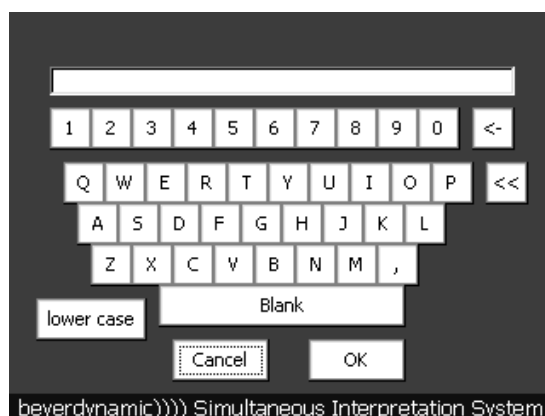 1 2 3 4 5 6 7 8 9 0 <-
Q W E R T Y U I O P <<
A S D F G H J K L
Z X C V B N M ,
Blank
lower case
Cancel OK
beyerdynamic)))) Simultaneous Interpretation System